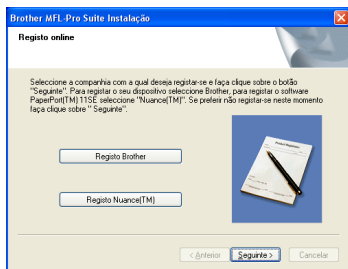 Brother MFL-Pro Suite Instalação
Registo online
Seleccione a companhia com a qual deseja registar-se e faça clique sobre o botão
"Seguinte". Para registar o seu dispositivo seleccione Brother, para registar o software
PaperPort(TM) 11SE seleccione "Nuance(TM)". Se preferir não registar-se neste momento
faça clique sobre " Seguinte".
Registo Brother
Registo Nuance(TM)
Product Registration
< Anterior
Seguinte >
Cancelar